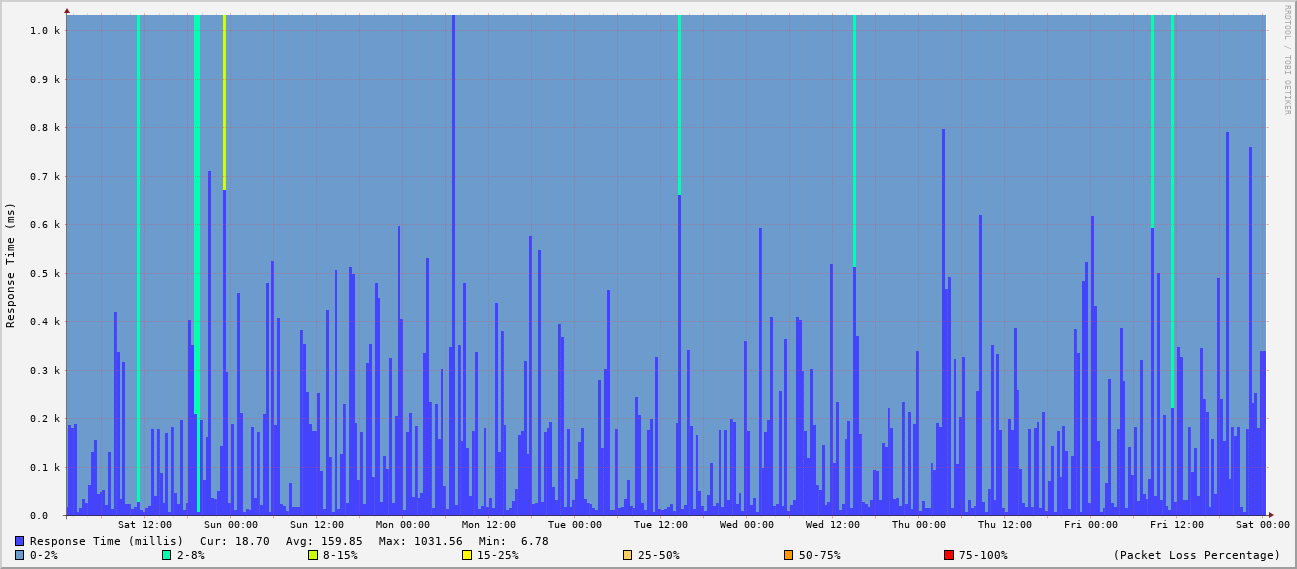 RRDTOOL / TOBI OETIKER
Response Time (ms)
1.0 k
0.9 k
0.8 k
0.7 k
0.6 k
0.5 k
0.4 k
0.3 k
0.2 k
0.1 k
0.0
Sat 12:00 Sun 00:00 Sun 12:00 Mon 00:00 Mon 12:00 Tue 00:00 Tue 12:00 Wed 00:00 Wed 12:00 Thu 00:00 Thu 12:00 Fri 00:00 Fri 12:00 Sat 00:00
Response Time (millis) Cur: 18.70 Avg: 159.85 Max: 1031.56 Min: 6.78
0-2% 2-8% 8-15% 15-25% 25-50% 50-75% 75-100% (Packet Loss Percentage)